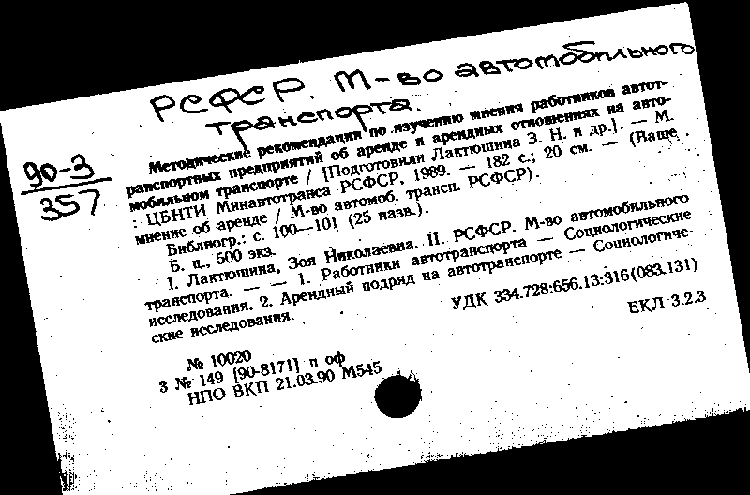 РСФСР. М-во автомобильного
транспорта.
90-3
357
Методические рекомендации по изучению мнения работников автот-
ранспортных предприятий об аренде и арендных отношениях на авто-
мобильном транспорте / [Подготовили Лактюшина З. Н. и др.]. — М.
: ЦБНТИ Минавтотранса РСФСР, 1989. — 182 с.; 20 см. — (Ваше
мнение об аренде / М-во автомоб. трансп. РСФСР).
Библиогр.: с. 100—101 (25 назв.).
Б. ц., 500 экз.
I. Лактюшина, Зоя Николаевна. II. РСФСР. М-во автомобильного
транспорта. — — 1. Работники автотранспорта — Социологические
исследования. 2. Арендный подряд на автотранспорте — Социологиче-
ские исследования.
УДК 334.728:656.13:316(083.131)
ЕКЛ 3.2.3
№ 10020
3 № 149 [90-8171] п оф
НПО ВКП 21.03.90 М545